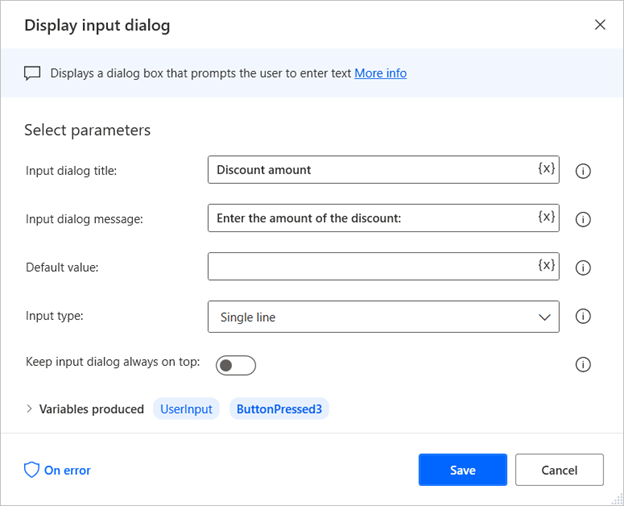 Display input dialog
Displays a dialog box that prompts the user to enter text More info
Select parameters
Input dialog title: Discount amount {x}
Input dialog message: Enter the amount of the discount: {x}
Default value: {x}
Input type: Single line
Keep input dialog always on top:
Variables produced UserInput ButtonPressed3
On error Save Cancel